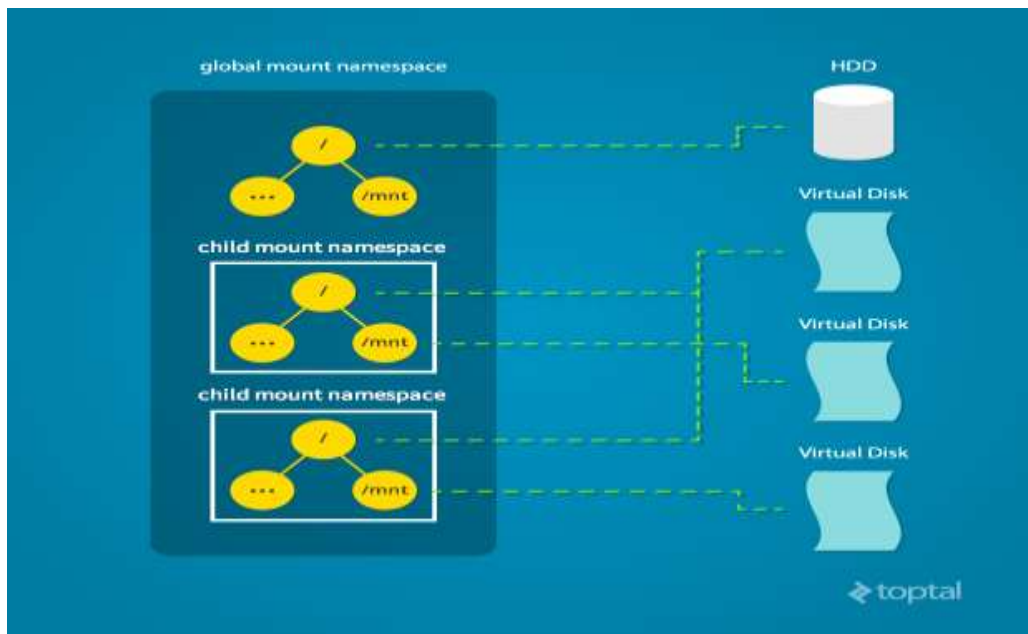 global mount namespace
HDD
/
... /mnt
Virtual Disk
child mount namespace
/
... /mnt
Virtual Disk
child mount namespace
/
... /mnt
Virtual Disk
toptal